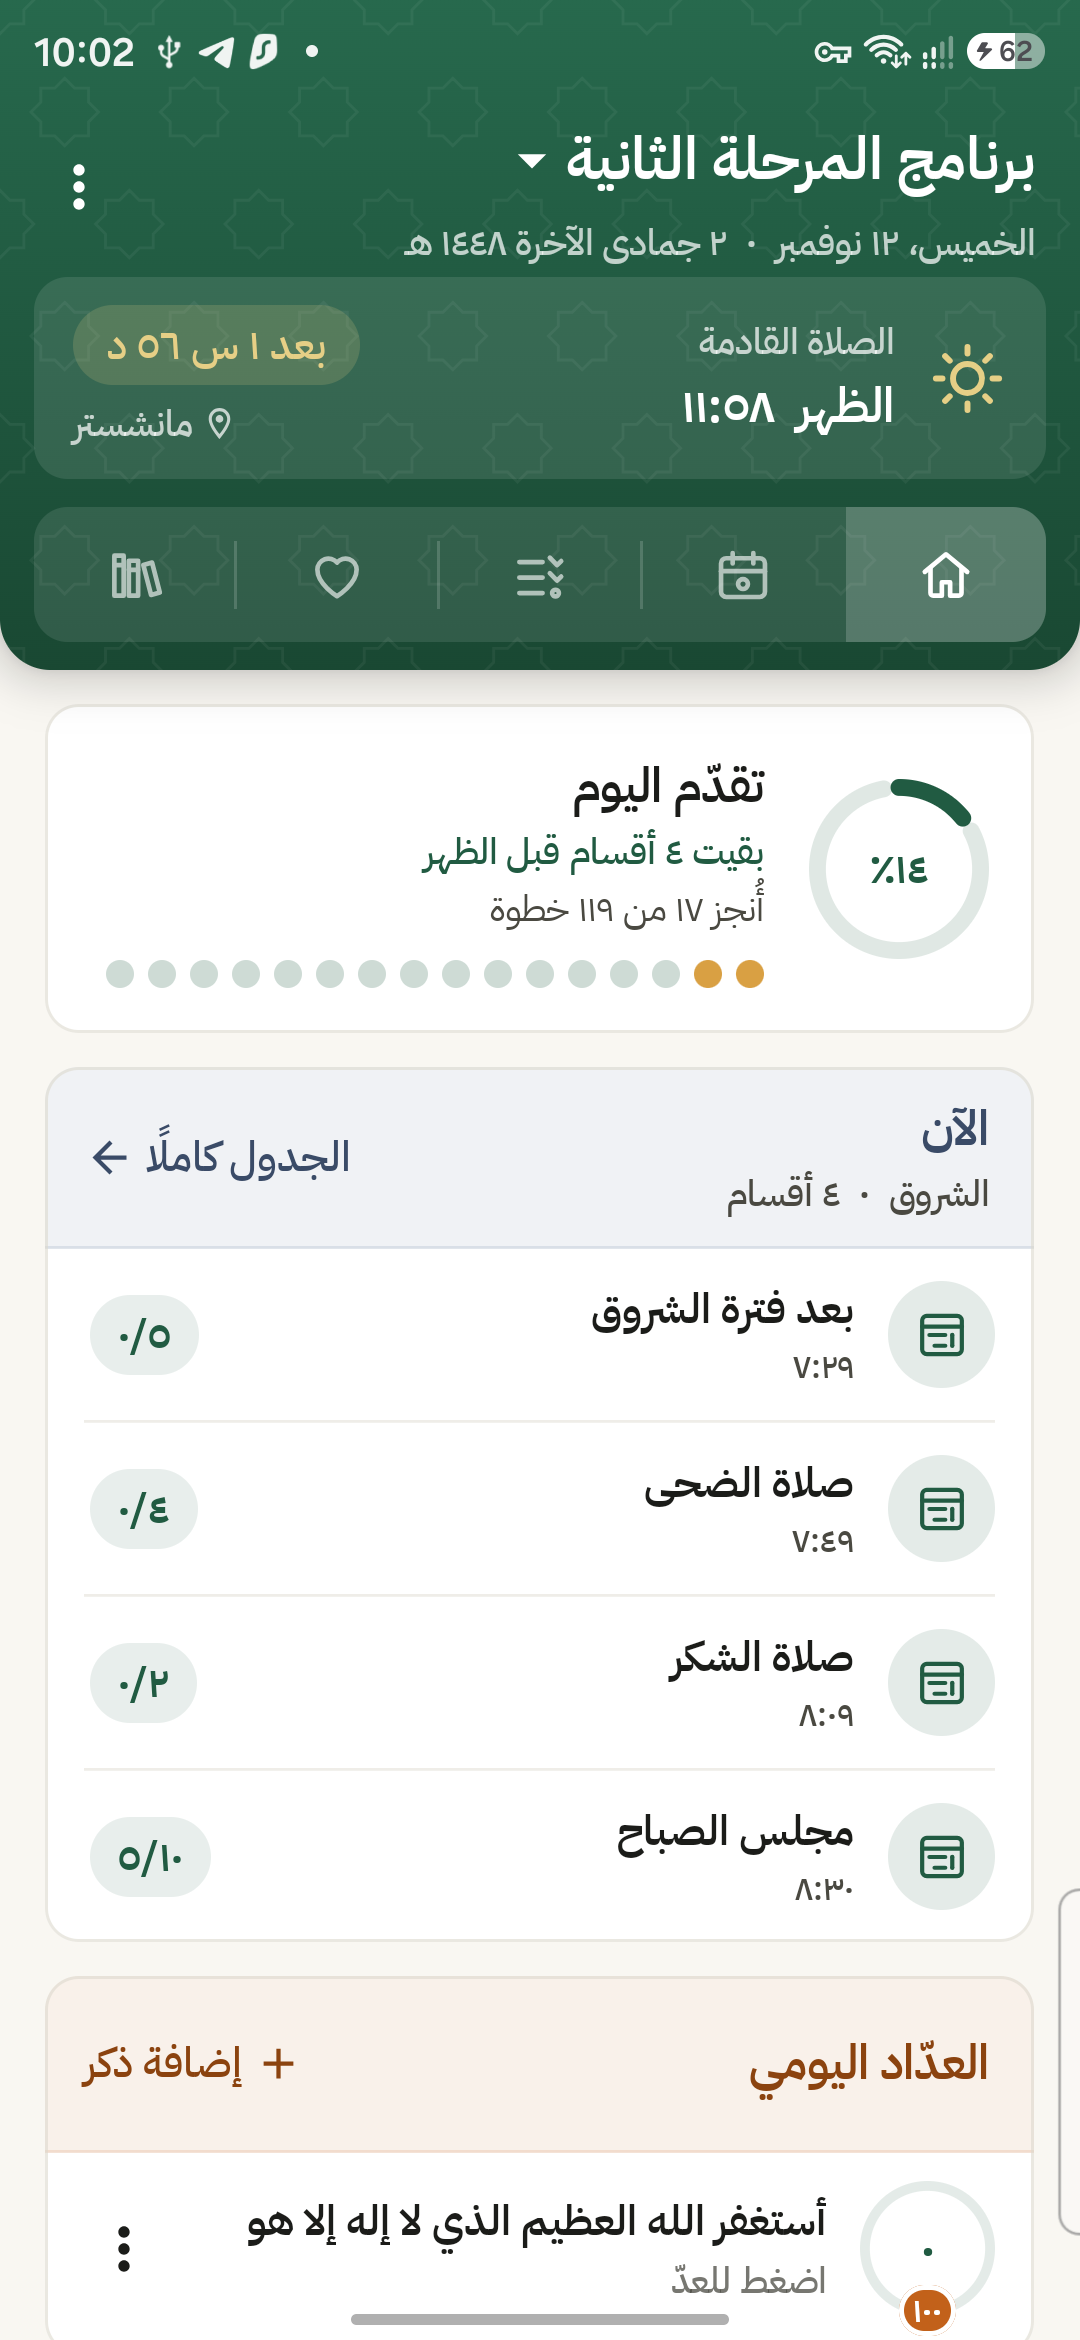 10:02
62
برنامج المرحلة الثانية
الخميس، ١٢ نوفمبر • ٢ جمادى الآخرة ١٤٤٨ هـ
الصلاة القادمة
الظهر ١١:٥٨
بعد ١ س ٥٦ د
مانشستر
تقدّم اليوم
بقيت ٤ أقسام قبل الظهر
أُنجز ١٧ من ١١٩ خطوة
١٤٪
الآن
الشروق • ٤ أقسام
الجدول كاملًا
بعد فترة الشروق
٧:٢٩
٠/٥
صلاة الضحى
٧:٤٩
٠/٤
صلاة الشكر
٨:٠٩
٠/٢
مجلس الصباح
٨:٣٠
٥/١٠
العدّاد اليومي
إضافة ذكر
أستغفر الله العظيم الذي لا إله إلا هو
اضغط للعدّ
٠
١٠٠